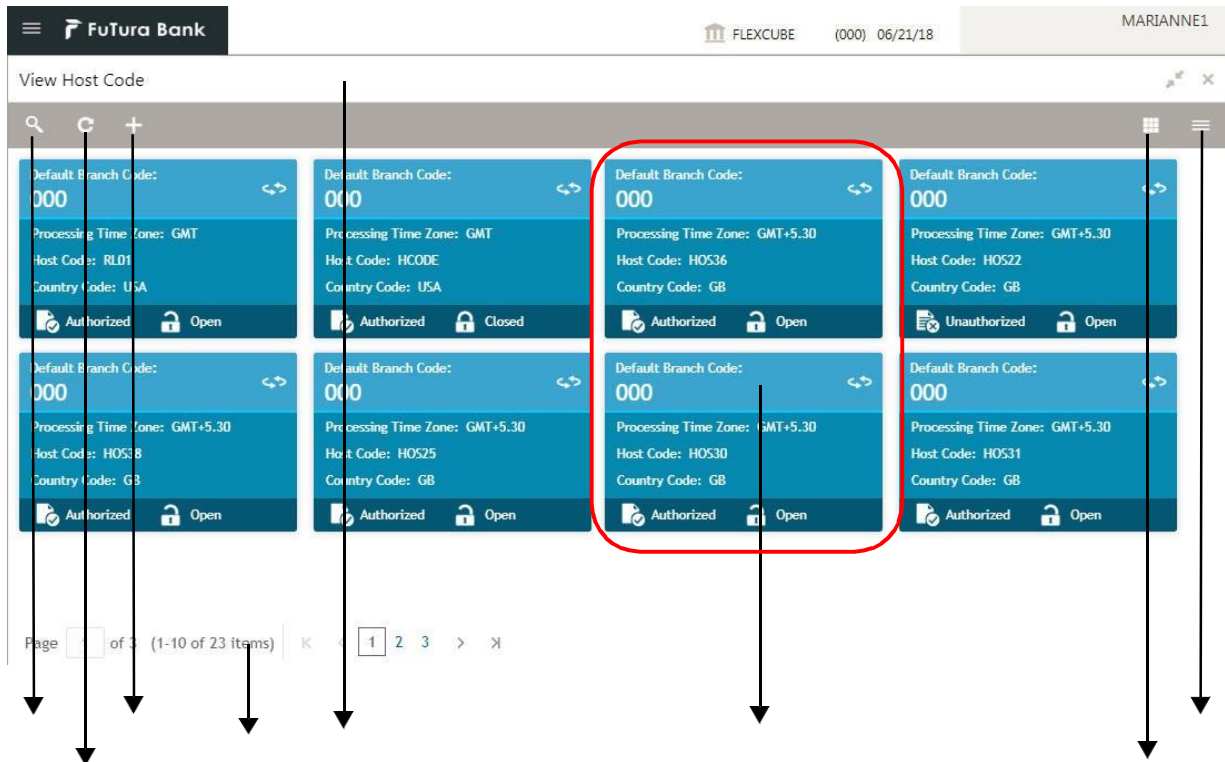 FuTura Bank
FLEXCUBE (000) 06/21/18
MARIANNE1
View Host Code
Default Branch Code:
000
Processing Time Zone: GMT
Host Code: RL01
Country Code: USA
Authorized Open
Default Branch Code:
000
Processing Time Zone: GMT
Host Code: HCODE
Country Code: USA
Authorized Closed
Default Branch Code:
000
Processing Time Zone: GMT+5.30
Host Code: HOS36
Country Code: GB
Authorized Open
Default Branch Code:
000
Processing Time Zone: GMT+5.30
Host Code: HOS22
Country Code: GB
Unauthorized Open
Default Branch Code:
000
Processing Time Zone: GMT+5.30
Host Code: HOS38
Country Code: GB
Authorized Open
Default Branch Code:
000
Processing Time Zone: GMT+5.30
Host Code: HOS25
Country Code: GB
Authorized Open
Default Branch Code:
000
Processing Time Zone: GMT+5.30
Host Code: HOS30
Country Code: GB
Authorized Open
Default Branch Code:
000
Processing Time Zone: GMT+5.30
Host Code: HOS31
Country Code: GB
Authorized Open
Page of 3 (1-10 of 23 items) 1 2 3